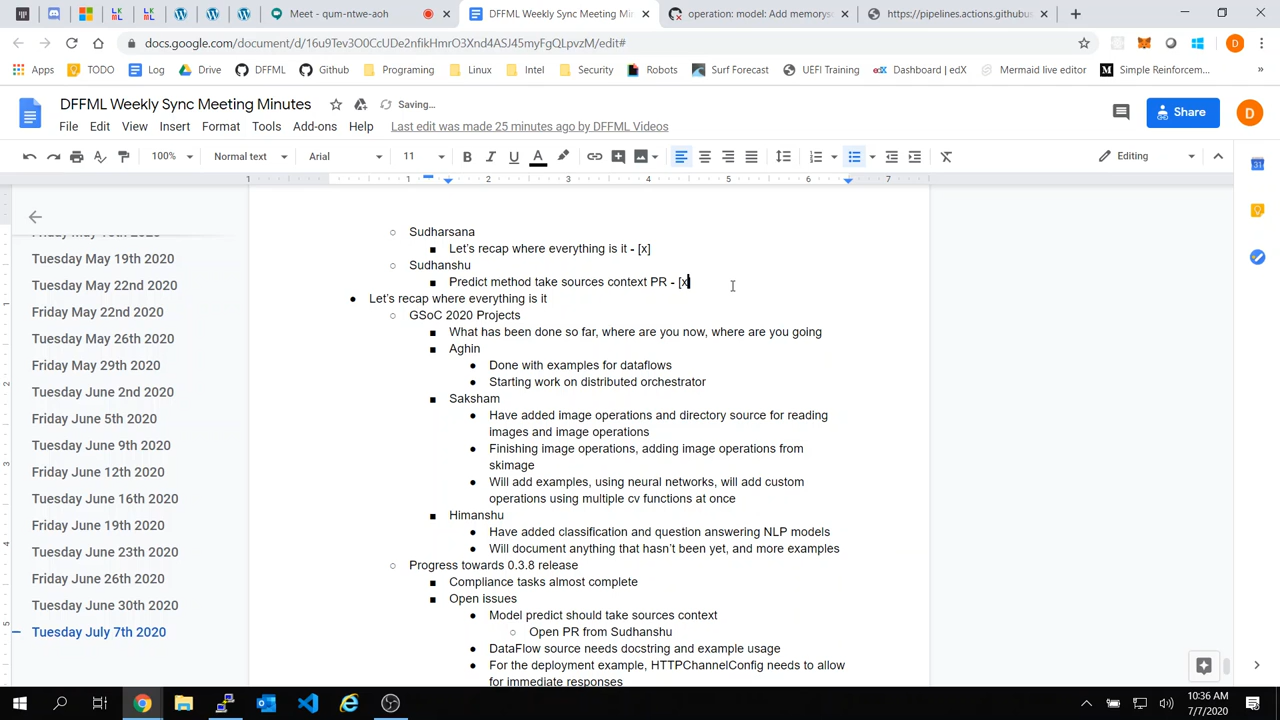 Meet - qum-ntwe-aoh
DFFML Weekly Sync Meeting Min
operation: model: Add memoryso
https://pipelines.actions.githubus
docs.google.com/document/d/16u9Tev3O0CcUDe2nfikHmrO3Xnd4ASJ45myFgQLpvzM/edit#
Apps
TODO
Log
Drive
DFFML
Github
Programing
Linux
Intel
Security
Robots
Surf Forecast
UEFI Training
Dashboard | edX
Mermaid live editor
Simple Reinforcem...
DFFML Weekly Sync Meeting Minutes
Saving...
File Edit View Insert Format Tools Add-ons Help
Last edit was made 25 minutes ago by DFFML Videos
Share
D
100%
Normal text
Arial
11
Editing
1 1 2 3 4 5 6 7
Tuesday May 19th 2020
Tuesday May 22nd 2020
Friday May 22nd 2020
Tuesday May 26th 2020
Friday May 29th 2020
Tuesday June 2nd 2020
Friday June 5th 2020
Tuesday June 9th 2020
Friday June 12th 2020
Tuesday June 16th 2020
Friday June 19th 2020
Tuesday June 23th 2020
Friday June 26th 2020
Tuesday June 30th 2020
Tuesday July 7th 2020
Sudharsana
Let's recap where everything is it - [x]
Sudhanshu
Predict method take sources context PR - [x]
Let's recap where everything is it
GSoC 2020 Projects
What has been done so far, where are you now, where are you going
Aghin
Done with examples for dataflows
Starting work on distributed orchestrator
Saksham
Have added image operations and directory source for reading
images and image operations
Finishing image operations, adding image operations from
skimage
Will add examples, using neural networks, will add custom
operations using multiple cv functions at once
Himanshu
Have added classification and question answering NLP models
Will document anything that hasn't been yet, and more examples
Progress towards 0.3.8 release
Compliance tasks almost complete
Open issues
Model predict should take sources context
Open PR from Sudhanshu
DataFlow source needs docstring and example usage
For the deployment example, HTTPChannelConfig needs to allow
for immediate responses
10:36 AM
7/7/2020